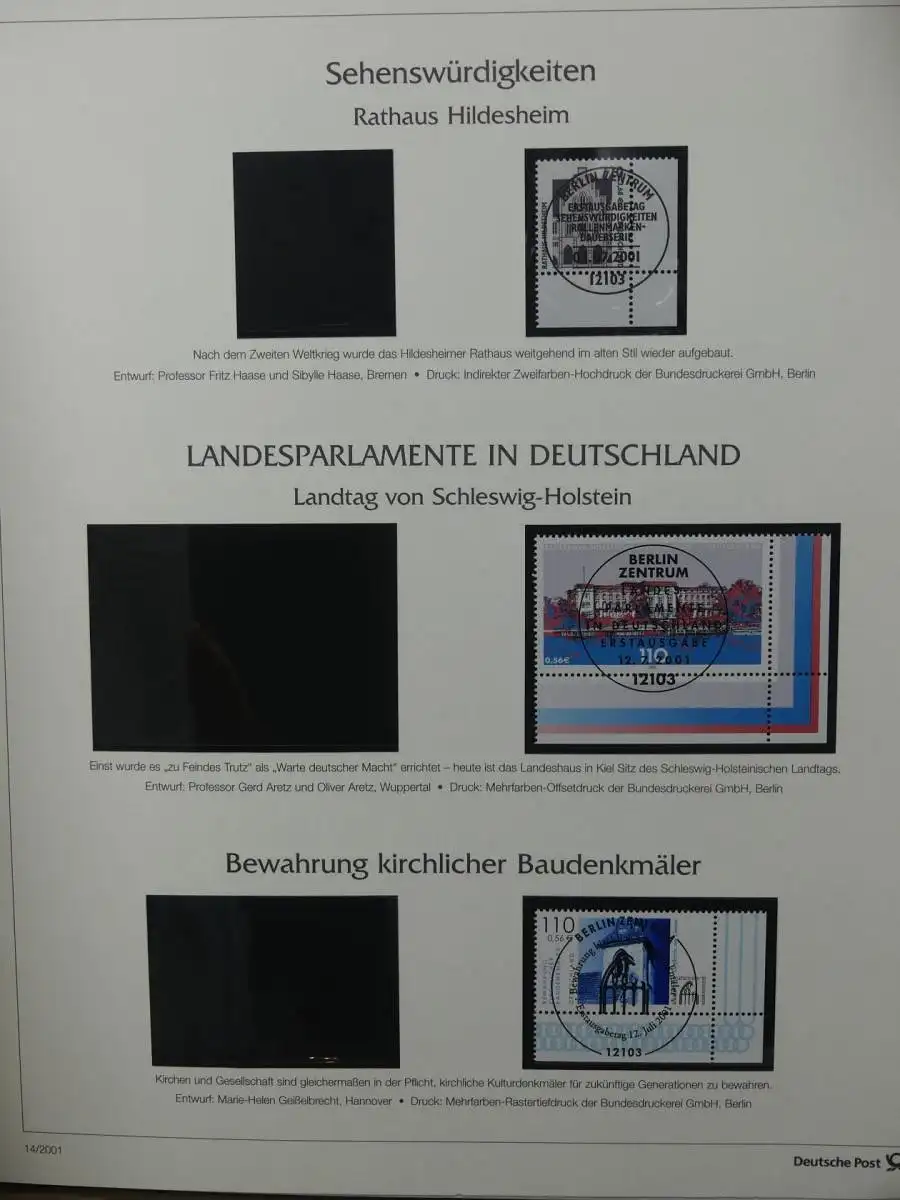 Sehenswürdigkeiten
Rathaus Hildesheim
RATHAUS HILDESHEIM
BERLIN ZENTRUM
ERSTAUSGABETAG
SEHENSWÜRDIGKEITEN
(ROLLENMARKEN-
DAUERSERIE)
2001
12103
Nach dem Zweiten Weltkrieg wurde das Hildesheimer Rathaus weitgehend im alten Stil wieder aufgebaut.
Entwurf: Professor Fritz Haase und Sibylle Haase, Bremen • Druck: Indirekter Zweifarben-Hochdruck der Bundesdruckerei GmbH, Berlin
LANDESPARLAMENTE IN DEUTSCHLAND
Landtag von Schleswig-Holstein
BERLIN
ZENTRUM
LANDES
PARLAMENTE
IN DEUTSCHLAND
ERSTAUSGABE
110
0,56€
12.7.2001
12103
Einst wurde es „zu Feindes Trutz" als „Warte deutscher Macht" errichtet – heute ist das Landeshaus in Kiel Sitz des Schleswig-Holsteinischen Landtags.
Entwurf: Professor Gerd Aretz und Oliver Aretz, Wuppertal • Druck: Mehrfarben-Offsetdruck der Bundesdruckerei GmbH, Berlin
Bewahrung kirchlicher Baudenkmäler
110
0,56€
BERLIN
Bewahrung
Erstausgabetag 12. Juli 2001
12103
Kirchen und Gesellschaft sind gleichermaßen in der Pflicht, kirchliche Kulturdenkmäler für zukünftige Generationen zu bewahren.
Entwurf: Marie-Helen Geißelbrecht, Hannover • Druck: Mehrfarben-Rastertiefdruck der Bundesdruckerei GmbH, Berlin
14/2001
Deutsche Post